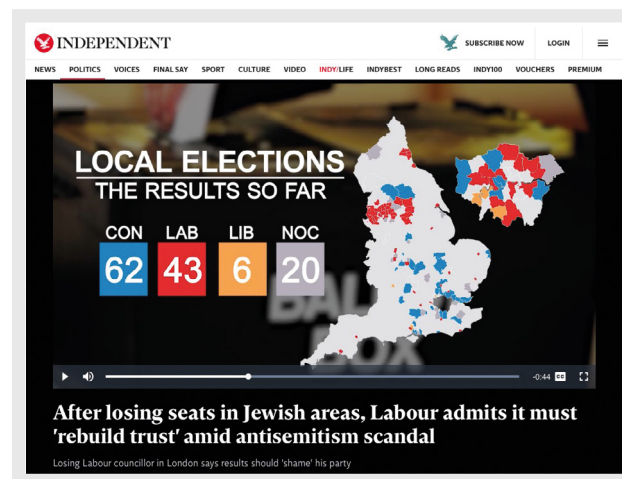 INDEPENDENT
SUBSCRIBE NOW
LOGIN
NEWS POLITICS VOICES FINAL SAY SPORT CULTURE VIDEO INDY/LIFE INDYBEST LONG READS INDY100 VOUCHERS PREMIUM
LOCAL ELECTIONS
THE RESULTS SO FAR
CON LAB LIB NOC
62 43 6 20
BALLOT
BOX
-0:44 CC
After losing seats in Jewish areas, Labour admits it must
'rebuild trust' amid antisemitism scandal
Losing Labour councillor in London says results should 'shame' his party